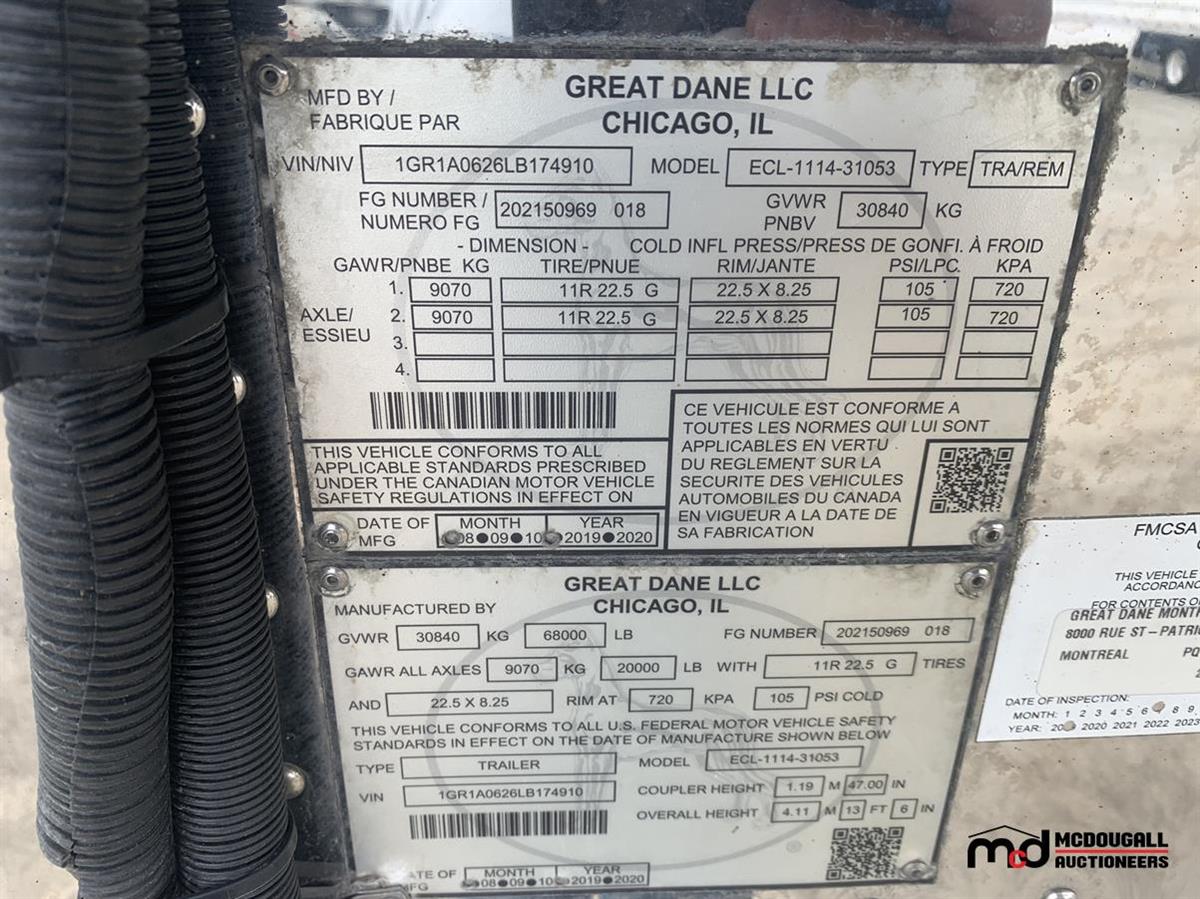 GREAT DANE LLC
CHICAGO, IL
MFD BY /
FABRIQUE PAR
VIN/NIV 1GR1A0626LB174910 MODEL ECL-1114-31053 TYPE TRA/REM
FG NUMBER / NUMERO FG 202150969 018 GVWR PNBV 30840 KG
- DIMENSION - COLD INFL PRESS/PRESS DE GONFI. À FROID
GAWR/PNBE KG TIRE/PNUE RIM/JANTE PSI/LPC. KPA
AXLE/
ESSIEU
1. 9070 11R 22.5 G 22.5 X 8.25 105 720
2. 9070 11R 22.5 G 22.5 X 8.25 105 720
3.
4.
THIS VEHICLE CONFORMS TO ALL
APPLICABLE STANDARDS PRESCRIBED
UNDER THE CANADIAN MOTOR VEHICLE
SAFETY REGULATIONS IN EFFECT ON
DATE OF MFG MONTH YEAR
08 09 10 2019 2020
CE VEHICULE EST CONFORME A
TOUTES LES NORMES QUI LUI SONT
APPLICABLES EN VERTU
DU REGLEMENT SUR LA
SECURITE DES VEHICULES
AUTOMOBILES DU CANADA
EN VIGUEUR A LA DATE DE
SA FABRICATION
GREAT DANE LLC
MANUFACTURED BY CHICAGO, IL
GVWR 30840 KG 68000 LB FG NUMBER 202150969 018
GAWR ALL AXLES 9070 KG 20000 LB WITH 11R 22.5 G TIRES
AND 22.5 X 8.25 RIM AT 720 KPA 105 PSI COLD
THIS VEHICLE CONFORMS TO ALL U.S. FEDERAL MOTOR VEHICLE SAFETY
STANDARDS IN EFFECT ON THE DATE OF MANUFACTURE SHOWN BELOW
TYPE TRAILER MODEL ECL-1114-31053
VIN 1GR1A0626LB174910 COUPLER HEIGHT 1.19 M 47.00 IN
OVERALL HEIGHT 4.11 M 13 FT 6 IN
®
MONTH YEAR
08 09 10 2019 2020
FMCSA
THIS VEHICLE
FOR CONTENTS
GREAT DANE
8000 RUE ST-PATRI
MONTREAL PQ
DATE OF INSPECTION:
MONTH: 1 2 3 4 5 6 8 9
YEAR: 2020 2021 2022 2023
mcd MCDOUGALL
AUCTIONEERS